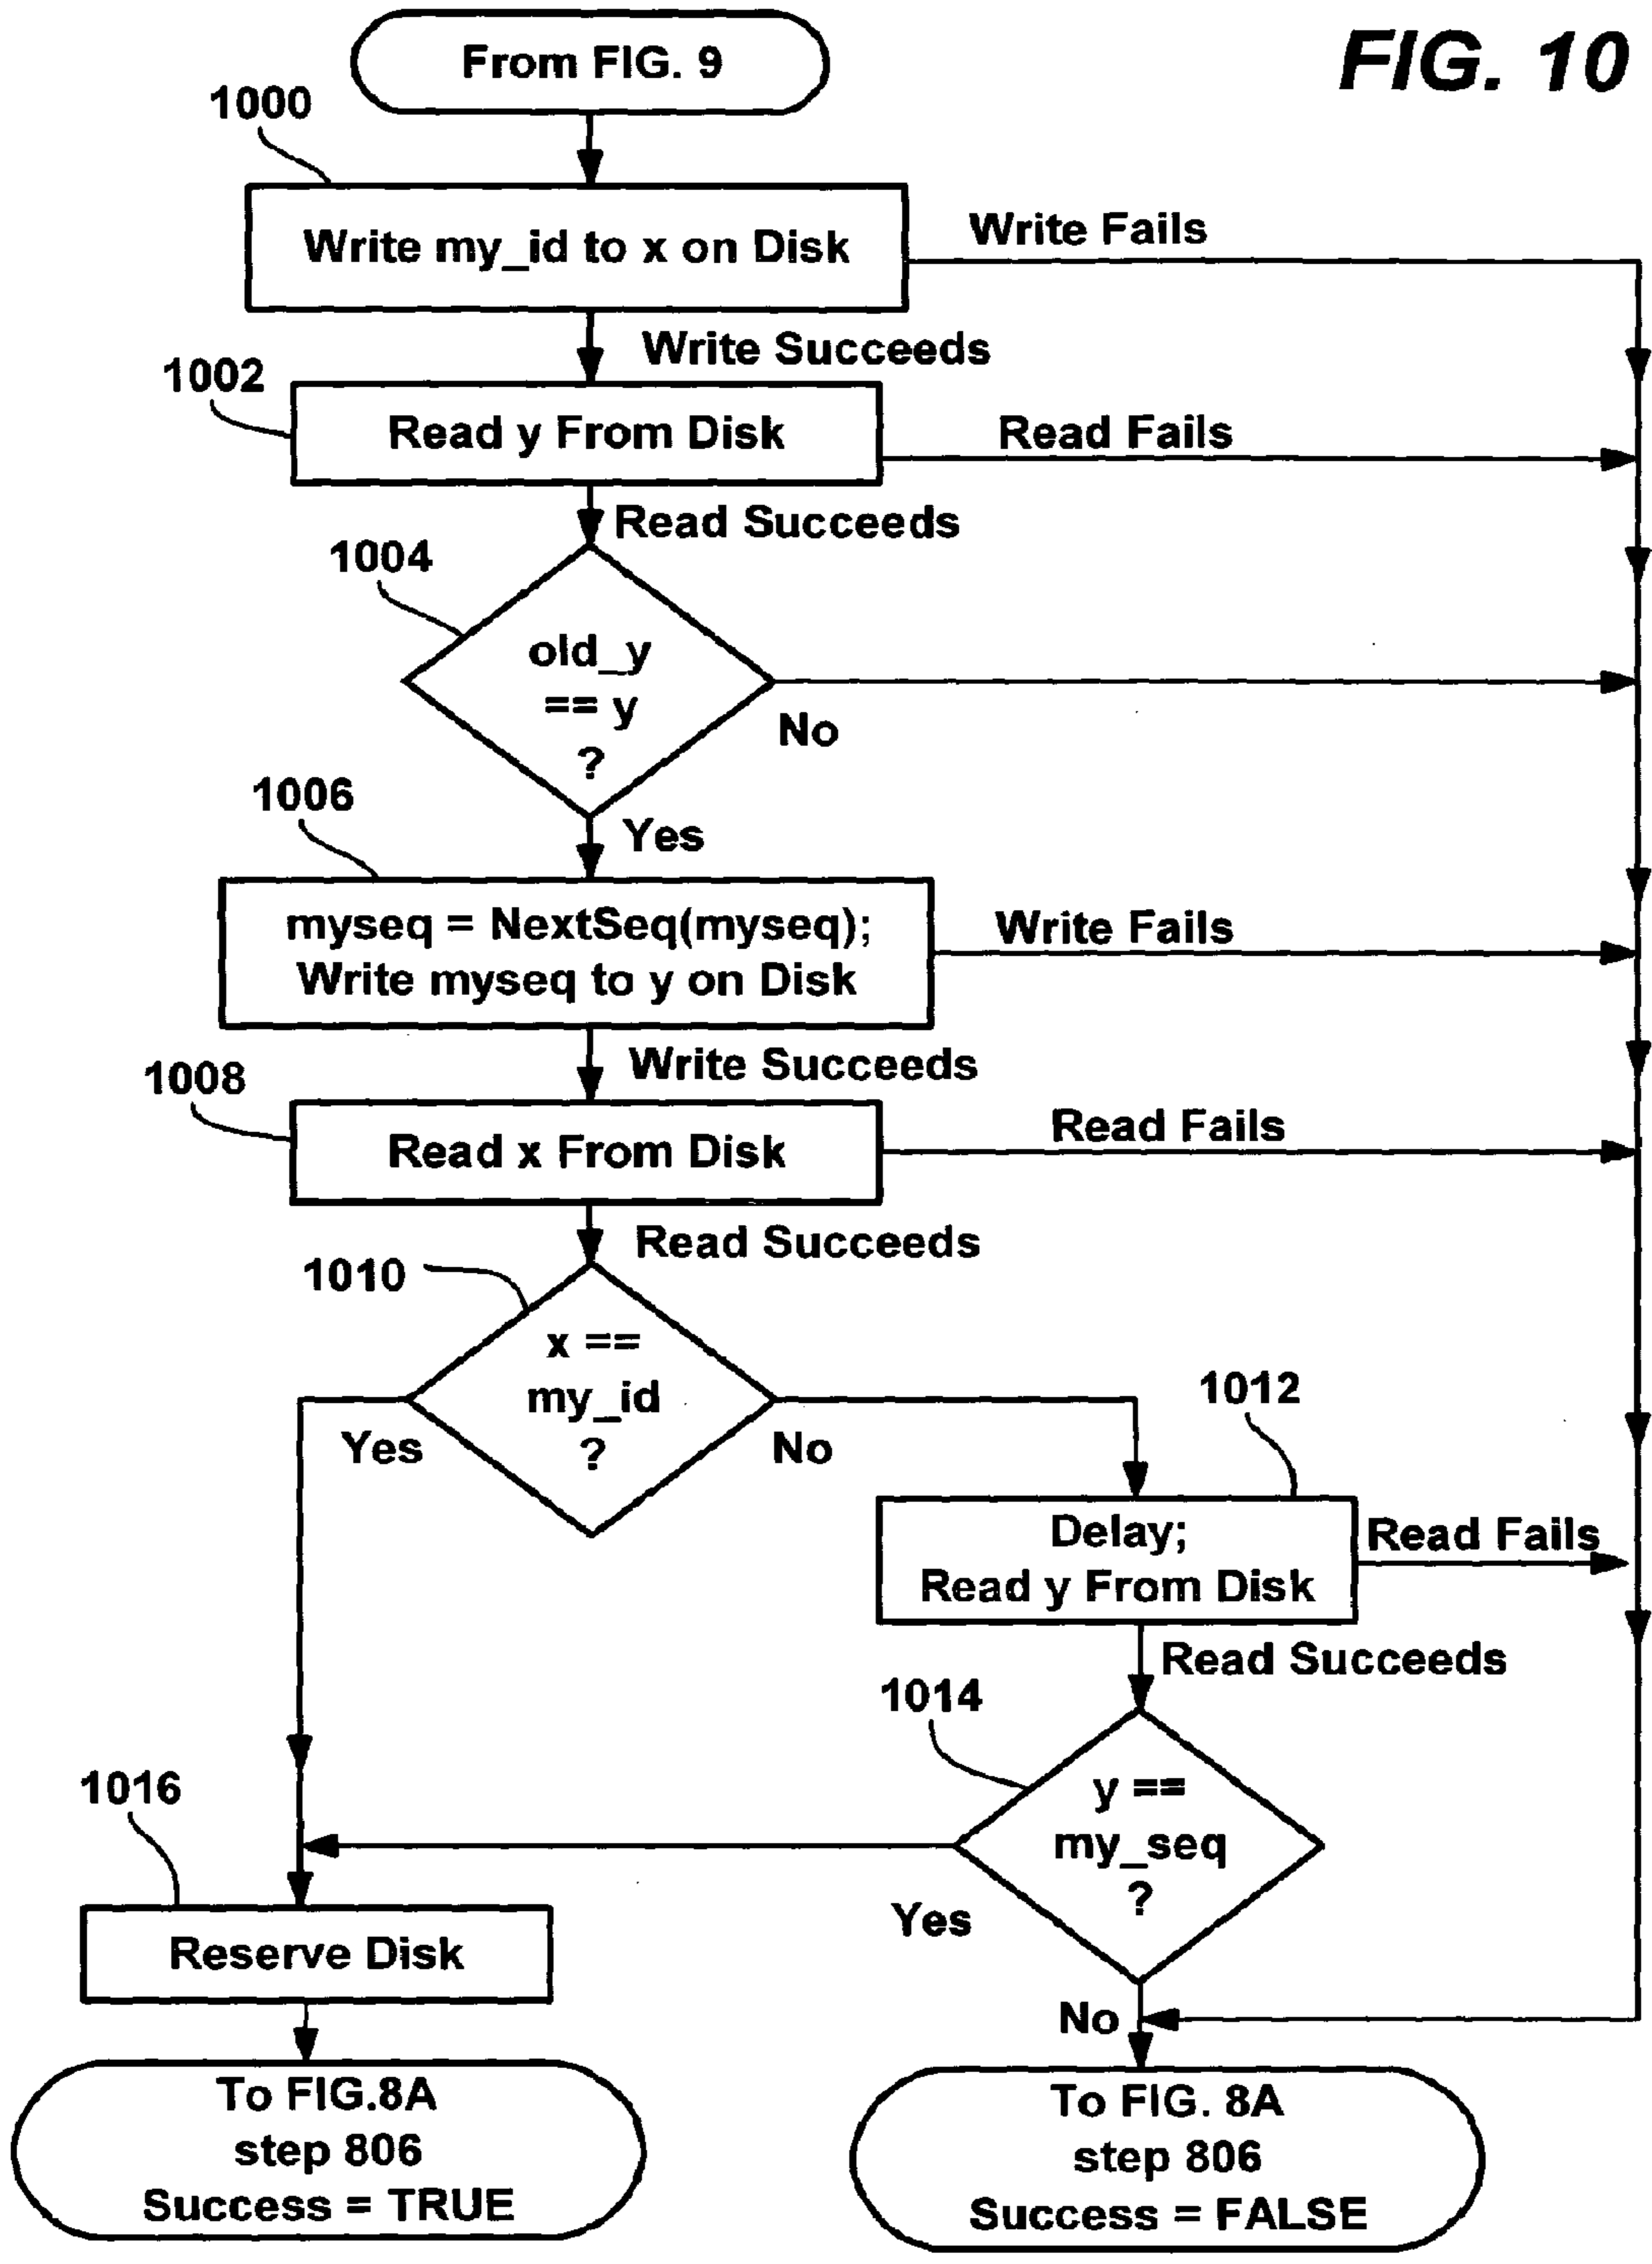 FIG. 10
From FIG. 9
1000
Write my_id to x on Disk
Write Fails
Write Succeeds
1002
Read y From Disk
Read Fails
Read Succeeds
1004
old_y
== y
?
No
Yes
1006
myseq = NextSeq(myseq);
Write myseq to y on Disk
Write Fails
Write Succeeds
1008
Read x From Disk
Read Fails
Read Succeeds
1010
x ==
my_id
?
Yes
No
1012
Delay;
Read y From Disk
Read Fails
Read Succeeds
1014
y ==
my_seq
?
Yes
No
1016
Reserve Disk
To FIG.8A
step 806
Success = TRUE
To FIG. 8A
step 806
Success = FALSE